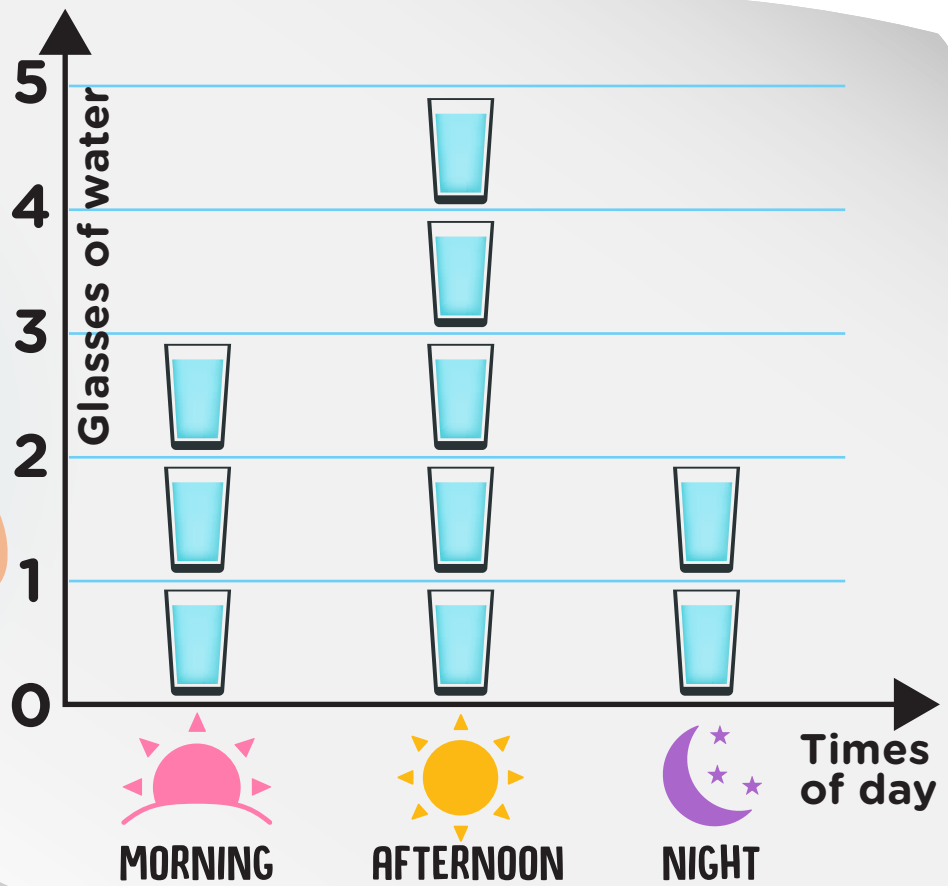 5
4
3
2
1
0
Glasses of water
Times
of day
MORNING
AFTERNOON
NIGHT